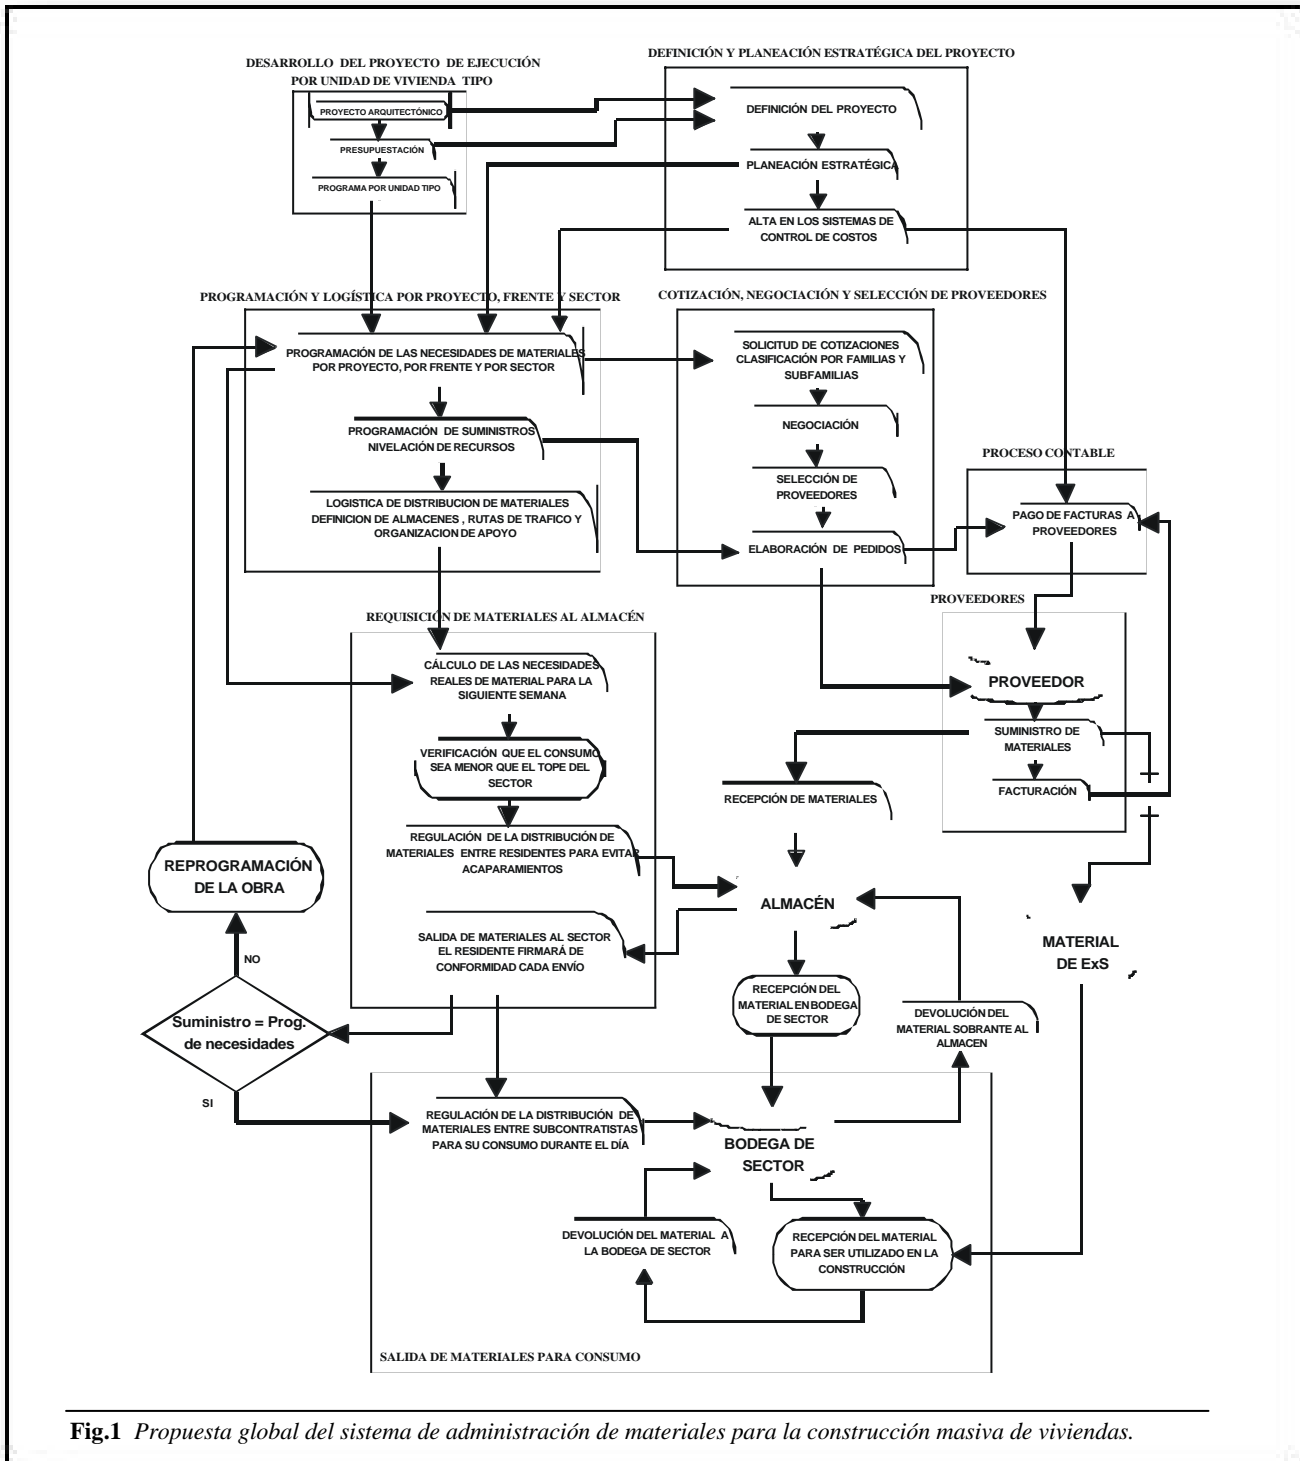 DESARROLLO DEL PROYECTO DE EJECUCIÓN
POR UNIDAD DE VIVIENDA TIPO
PROYECTO ARQUITECTÓNICO
PRESUPUESTACIÓN
PROGRAMA POR UNIDAD TIPO
DEFINICIÓN Y PLANEACIÓN ESTRATÉGICA DEL PROYECTO
DEFINICIÓN DEL PROYECTO
PLANEACIÓN ESTRATÉGICA
ALTA EN LOS SISTEMAS DE
CONTROL DE COSTOS
PROGRAMACIÓN Y LOGÍSTICA POR PROYECTO, FRENTE Y SECTOR
PROGRAMACIÓN DE LAS NECESIDADES DE MATERIALES
POR PROYECTO, POR FRENTE Y POR SECTOR
PROGRAMACIÓN DE SUMINISTROS
NIVELACIÓN DE RECURSOS
LOGISTICA DE DISTRIBUCION DE MATERIALES
DEFINICION DE ALMACENES , RUTAS DE TRAFICO Y
ORGANIZACION DE APOYO
COTIZACIÓN, NEGOCIACIÓN Y SELECCIÓN DE PROVEEDORES
SOLICITUD DE COTIZACIONES
CLASIFICACIÓN POR FAMILIAS Y
SUBFAMILIAS
NEGOCIACIÓN
SELECCIÓN DE
PROVEEDORES
ELABORACIÓN DE PEDIDOS
PROCESO CONTABLE
PAGO DE FACTURAS A
PROVEEDORES
PROVEEDORES
PROVEEDOR
SUMINISTRO DE
MATERIALES
FACTURACIÓN
REQUISICIÓN DE MATERIALES AL ALMACÉN
CÁLCULO DE LAS NECESIDADES
REALES DE MATERIAL PARA LA
SIGUIENTE SEMANA
VERIFICACIÓN QUE EL CONSUMO
SEA MENOR QUE EL TOPE DEL
SECTOR
REGULACIÓN DE LA DISTRIBUCIÓN DE
MATERIALES ENTRE RESIDENTES PARA EVITAR
ACAPARAMIENTOS
SALIDA DE MATERIALES AL SECTOR
EL RESIDENTE FIRMARÁ DE
CONFORMIDAD CADA ENVÍO
RECEPCIÓN DE MATERIALES
ALMACÉN
RECEPCIÓN DEL
MATERIAL EN BODEGA
DE SECTOR
DEVOLUCIÓN DEL
MATERIAL SOBRANTE AL
ALMACEN
MATERIAL
DE ExS
REPROGRAMACIÓN
DE LA OBRA
NO
Suministro = Prog.
de necesidades
SI
REGULACIÓN DE LA DISTRIBUCIÓN DE
MATERIALES ENTRE SUBCONTRATISTAS
PARA SU CONSUMO DURANTE EL DÍA
BODEGA DE
SECTOR
DEVOLUCIÓN DEL MATERIAL A
LA BODEGA DE SECTOR
RECEPCIÓN DEL MATERIAL
PARA SER UTILIZADO EN LA
CONSTRUCCIÓN
SALIDA DE MATERIALES PARA CONSUMO
Fig.1 Propuesta global del sistema de administración de materiales para la construcción masiva de viviendas.